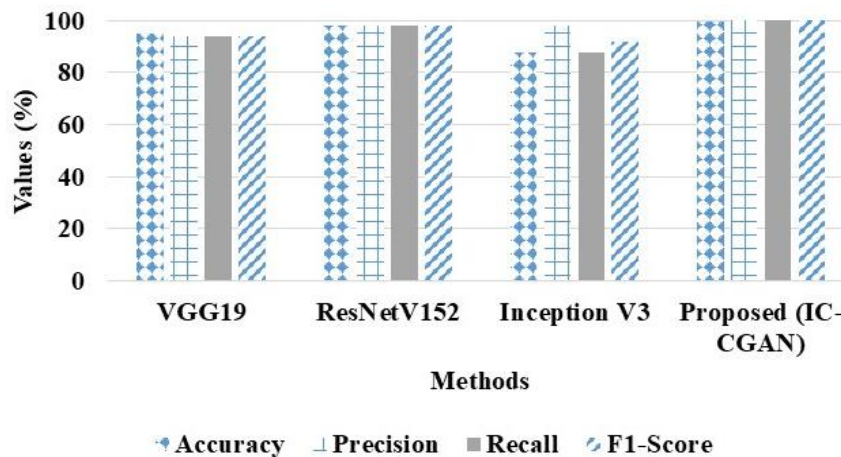 100
80
60
40
20
0
Values (%)
VGG19
ResNetV152
Inception V3
Proposed (IC-
CGAN)
Methods
Accuracy
Precision
Recall
F1-Score